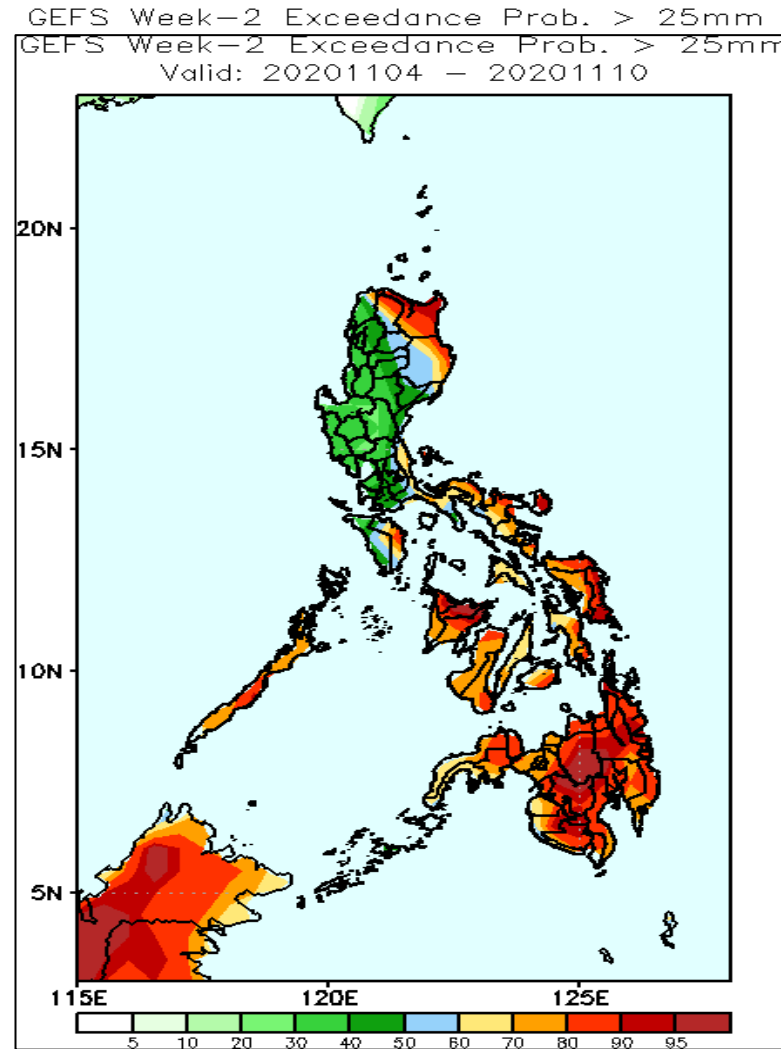 GEFS Week-2 Exceedance Prob. > 25mm
GEFS Week-2 Exceedance Prob. > 25mm
Valid: 20201104 - 20201110
20N
15N
10N
5N
115E 120E 125E
5 10 20 30 40 50 60 70 80 90 95